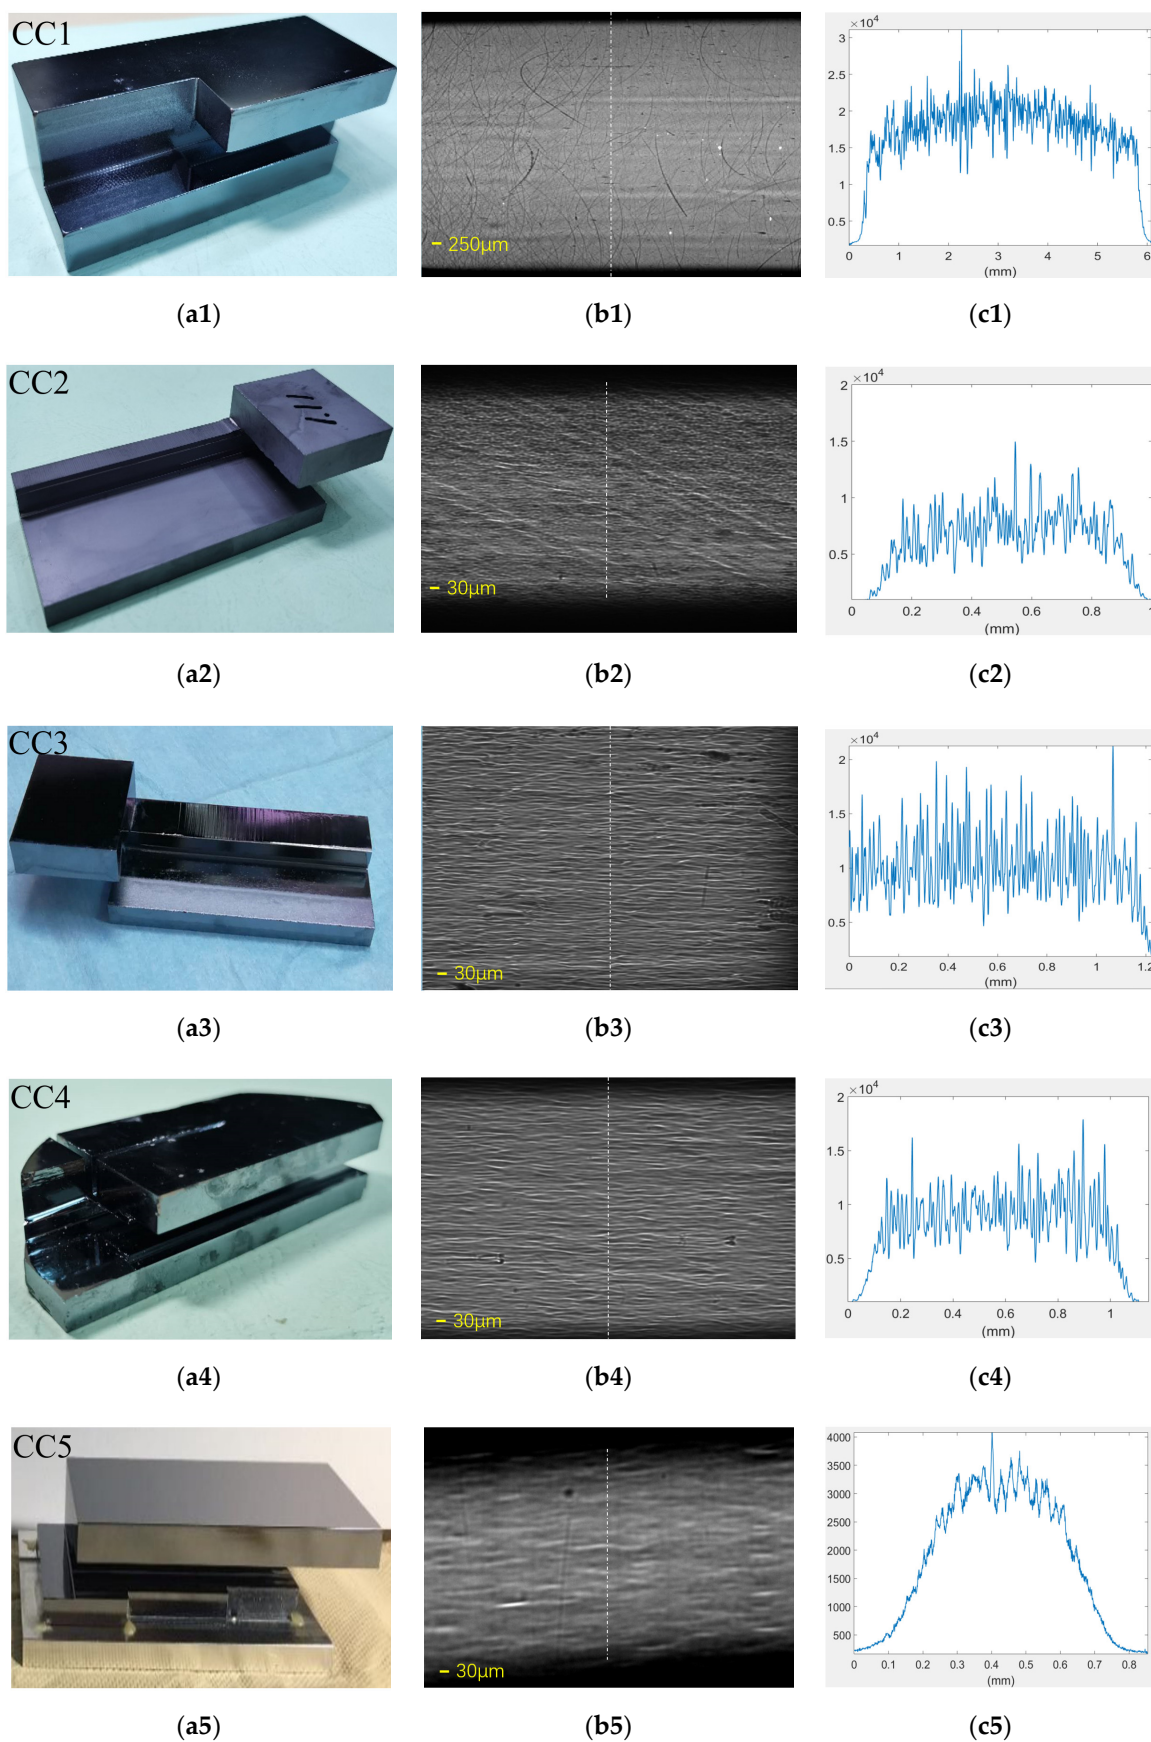 CC1
250µm
×10⁴
3
2.5
2
1.5
1
0.5
0 1 2 3 4 5 6
(mm)
(a1) (b1) (c1)
CC2
30µm
×10⁴
2
1.5
1
0.5
0 0.2 0.4 0.6 0.8 1
(mm)
(a2) (b2) (c2)
CC3
30µm
×10⁴
2
1.5
1
0.5
0 0.2 0.4 0.6 0.8 1 1.2
(mm)
(a3) (b3) (c3)
CC4
30µm
×10⁴
2
1.5
1
0.5
0 0.2 0.4 0.6 0.8 1
(mm)
(a4) (b4) (c4)
CC5
30µm
4000
3500
3000
2500
2000
1500
1000
500
0 0.1 0.2 0.3 0.4 0.5 0.6 0.7 0.8
(mm)
(a5) (b5) (c5)